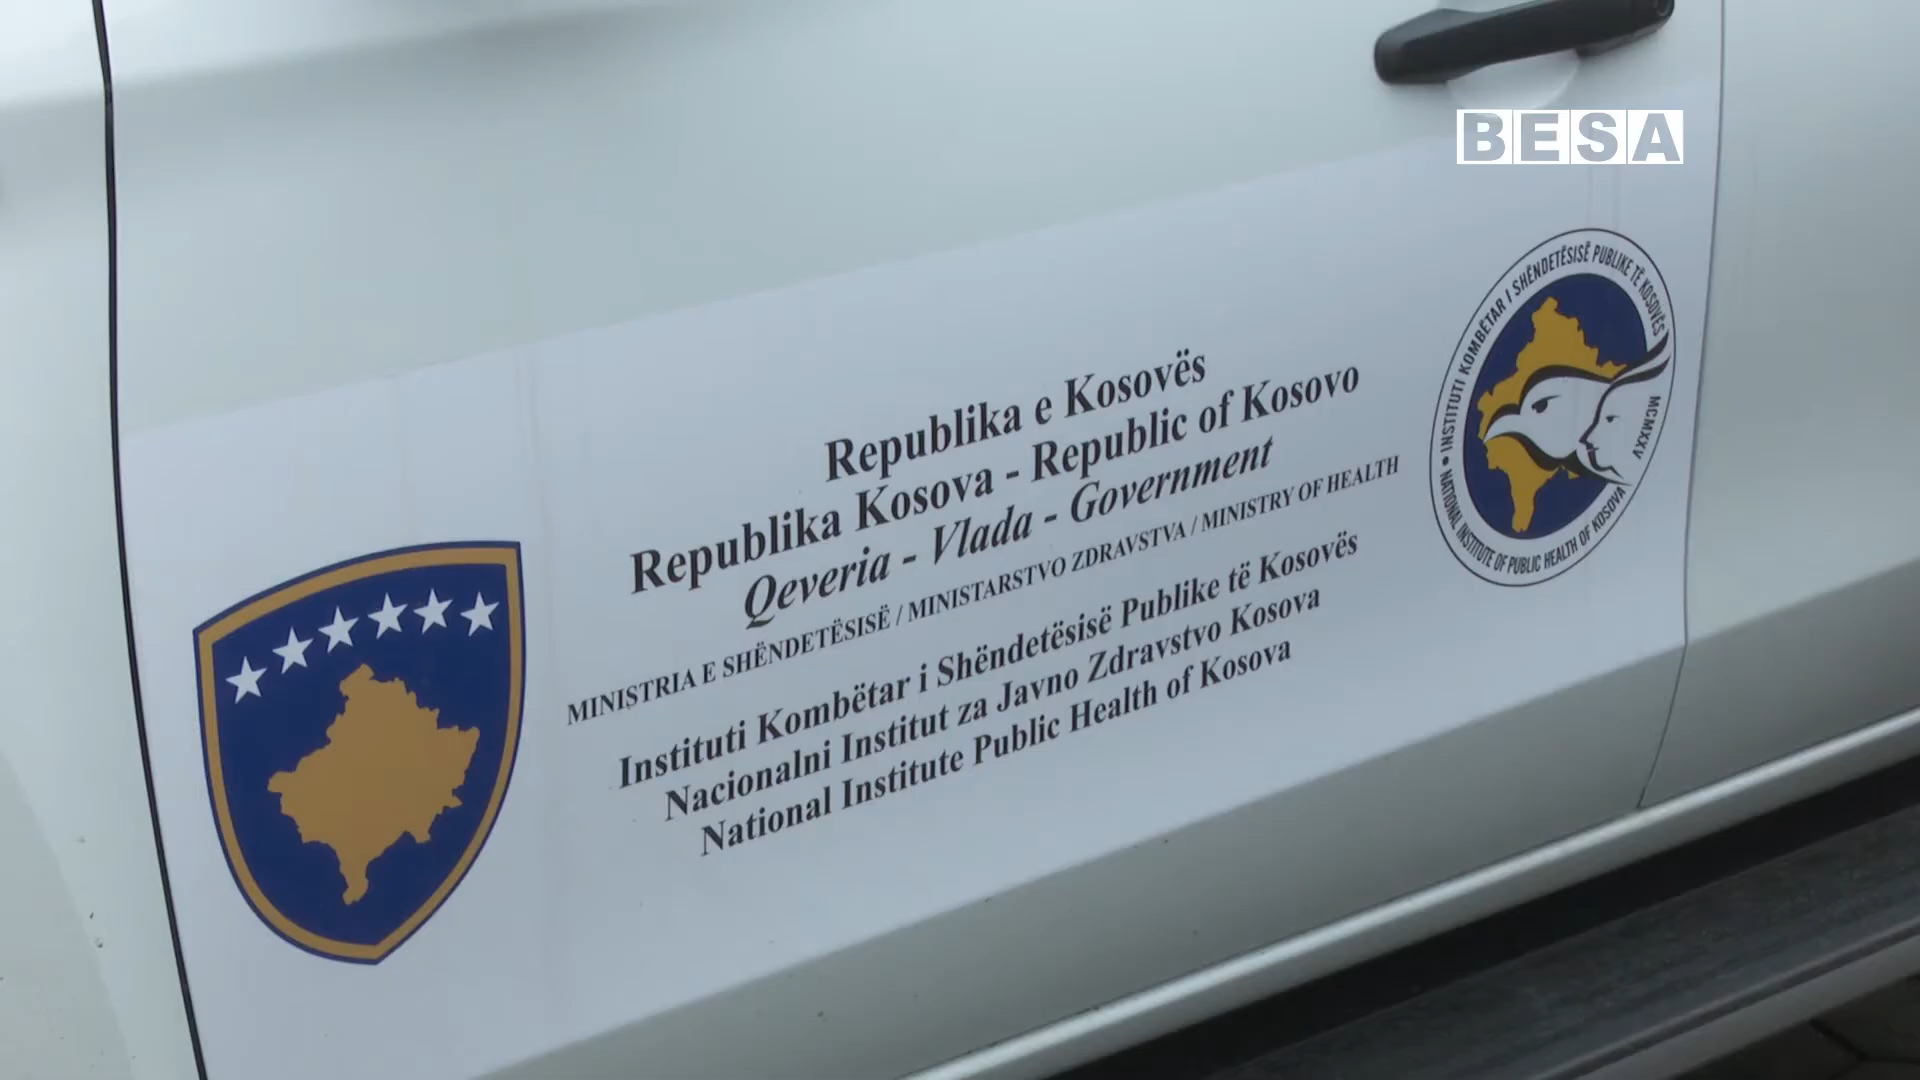 BESA
Republika e Kosovës
Republika Kosova - Republic of Kosovo
Qeveria - Vlada - Government
MINISTRIA E SHËNDETËSISË / MINISTARSTVO ZDRAVSTVA / MINISTRY OF HEALTH
Instituti Kombëtar i Shëndetësisë Publike të Kosovës
Nacionalni Institut za Javno Zdravstvo Kosova
National Institute Public Health of Kosova
INSTITUTI KOMBËTAR I SHËNDETËSISË PUBLIKE TË KOSOVËS
MCMXXV
NATIONAL INSTITUTE OF PUBLIC HEALTH OF KOSOVA